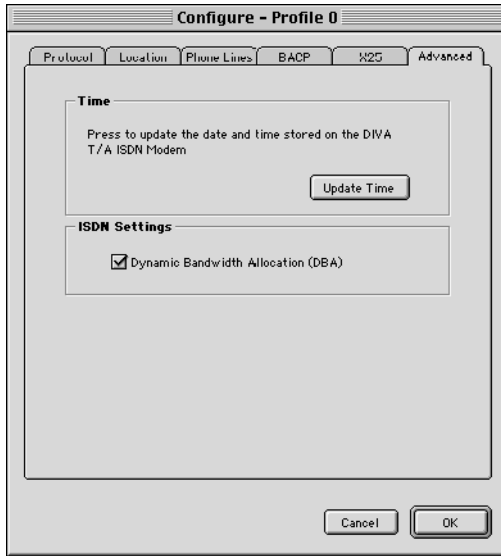 Configure - Profile 0
Protocol Location Phone Lines BACP X25 Advanced
Time
Press to update the date and time stored on the DIVA
T/A ISDN Modem
Update Time
ISDN Settings
Dynamic Bandwidth Allocation (DBA)
Cancel OK